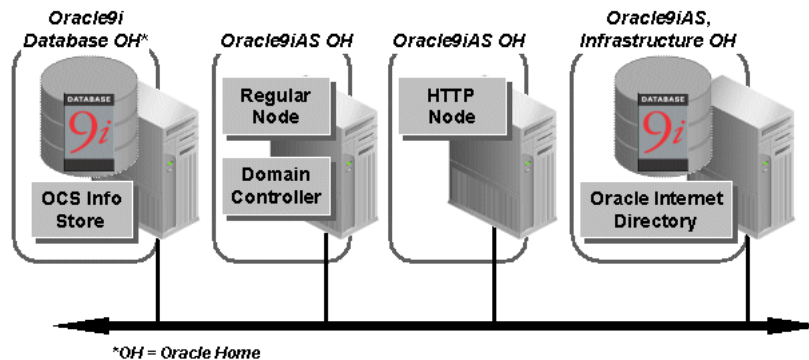 Oracle9i
Database OH*
DATABASE
9i
OCS Info
Store
Oracle9iAS OH
Regular
Node
Domain
Controller
Oracle9iAS OH
HTTP
Node
Oracle9iAS,
Infrastructure OH
DATABASE
9i
Oracle Internet
Directory
*OH = Oracle Home